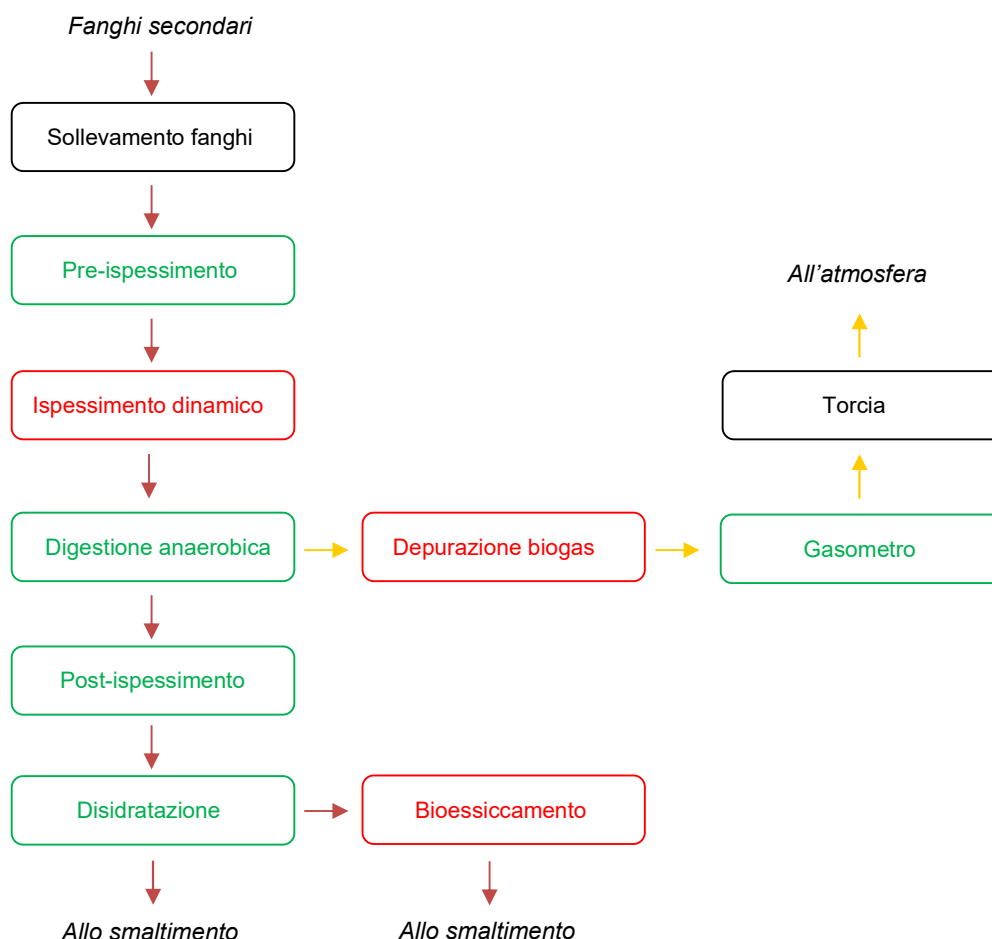 Fanghi secondari
Sollevamento fanghi
Pre-ispessimento
All’atmosfera
Ispessimento dinamico
Torcia
Digestione anaerobica
Depurazione biogas
Gasometro
Post-ispessimento
Disidratazione
Bioessiccamento
Allo smaltimento
Allo smaltimento